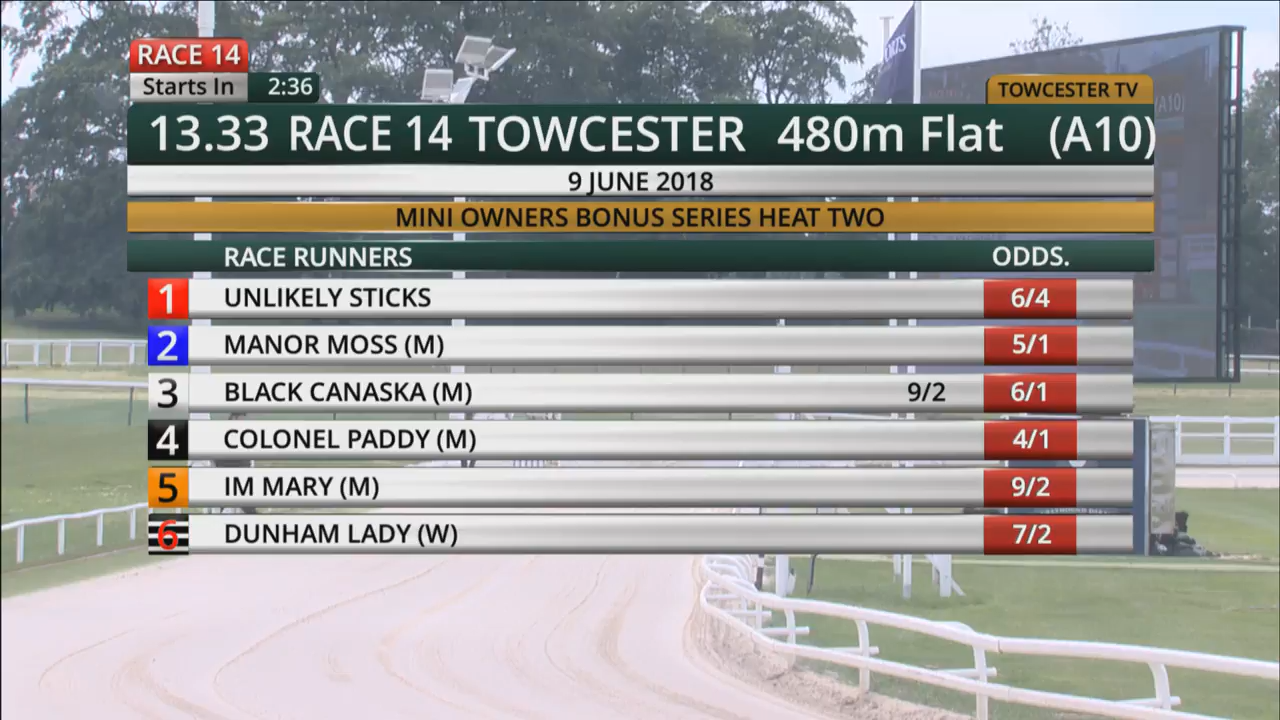 RACE 14
Starts In 2:36
TOWCESTER TV
13.33 RACE 14 TOWCESTER 480m Flat (A10)
9 JUNE 2018
MINI OWNERS BONUS SERIES HEAT TWO
RACE RUNNERS ODDS.
1 UNLIKELY STICKS 6/4
2 MANOR MOSS (M) 5/1
3 BLACK CANASKA (M) 9/2 6/1
4 COLONEL PADDY (M) 4/1
5 IM MARY (M) 9/2
6 DUNHAM LADY (W) 7/2